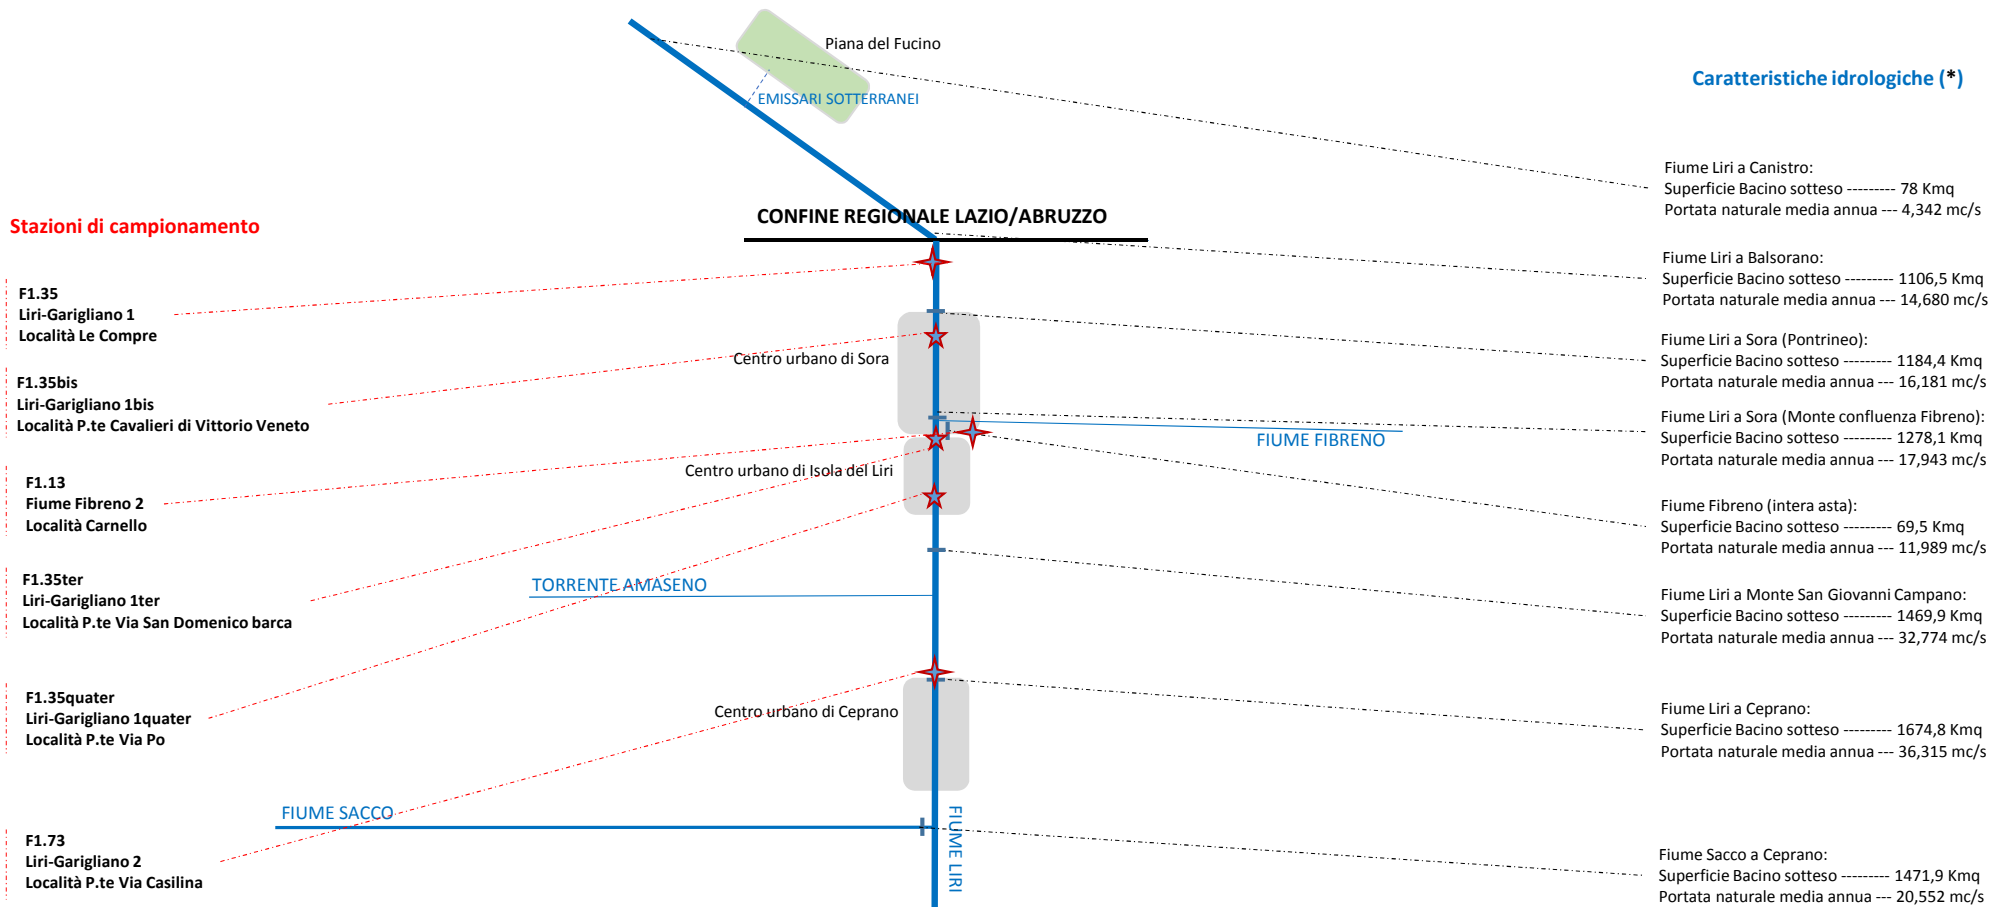 Piana del Fucino
EMISSARI SOTTERRANEI
Caratteristiche idrologiche (*)
CONFINE REGIONALE LAZIO/ABRUZZO
Stazioni di campionamento
F1.35
Liri-Garigliano 1
Località Le Compre
F1.35bis
Liri-Garigliano 1bis
Località P.te Cavalieri di Vittorio Veneto
F1.13
Fiume Fibreno 2
Località Carnello
F1.35ter
Liri-Garigliano 1ter
Località P.te Via San Domenico barca
F1.35quater
Liri-Garigliano 1quater
Località P.te Via Po
F1.73
Liri-Garigliano 2
Località P.te Via Casilina
Centro urbano di Sora
FIUME FIBRENO
Centro urbano di Isola del Liri
TORRENTE AMASENO
Centro urbano di Ceprano
FIUME SACCO
FIUME LIRI
Fiume Liri a Canistro:
Superficie Bacino sotteso --------- 78 Kmq
Portata naturale media annua --- 4,342 mc/s
Fiume Liri a Balsorano:
Superficie Bacino sotteso --------- 1106,5 Kmq
Portata naturale media annua --- 14,680 mc/s
Fiume Liri a Sora (Pontrineo):
Superficie Bacino sotteso --------- 1184,4 Kmq
Portata naturale media annua --- 16,181 mc/s
Fiume Liri a Sora (Monte confluenza Fibreno):
Superficie Bacino sotteso --------- 1278,1 Kmq
Portata naturale media annua --- 17,943 mc/s
Fiume Fibreno (intera asta):
Superficie Bacino sotteso --------- 69,5 Kmq
Portata naturale media annua --- 11,989 mc/s
Fiume Liri a Monte San Giovanni Campano:
Superficie Bacino sotteso --------- 1469,9 Kmq
Portata naturale media annua --- 32,774 mc/s
Fiume Liri a Ceprano:
Superficie Bacino sotteso --------- 1674,8 Kmq
Portata naturale media annua --- 36,315 mc/s
Fiume Sacco a Ceprano:
Superficie Bacino sotteso --------- 1471,9 Kmq
Portata naturale media annua --- 20,552 mc/s